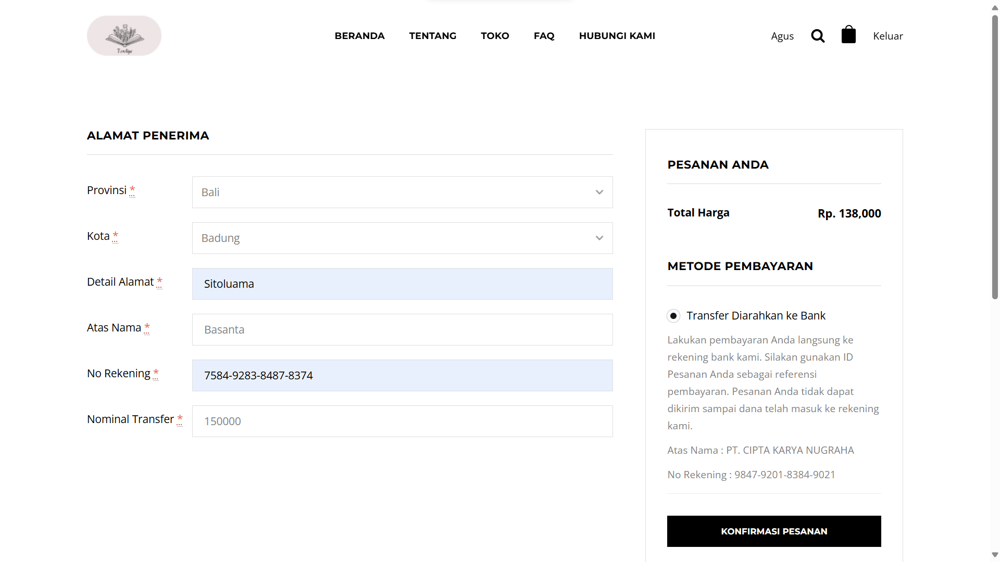 BERANDA TENTANG TOKO FAQ HUBUNGI KAMI Agus Keluar
ALAMAT PENERIMA
Provinsi * Bali
Kota * Badung
Detail Alamat * Sitoluama
Atas Nama * Basanta
No Rekening * 7584-9283-8487-8374
Nominal Transfer * 150000
PESANAN ANDA
Total Harga Rp. 138,000
METODE PEMBAYARAN
Transfer Diarahkan ke Bank
Lakukan pembayaran Anda langsung ke
rekening bank kami. Silakan gunakan ID
Pesanan Anda sebagai referensi
pembayaran. Pesanan Anda tidak dapat
dikirim sampai dana telah masuk ke rekening
kami.
Atas Nama : PT. CIPTA KARYA NUGRAHA
No Rekening : 9847-9201-8384-9021
KONFIRMASI PESANAN